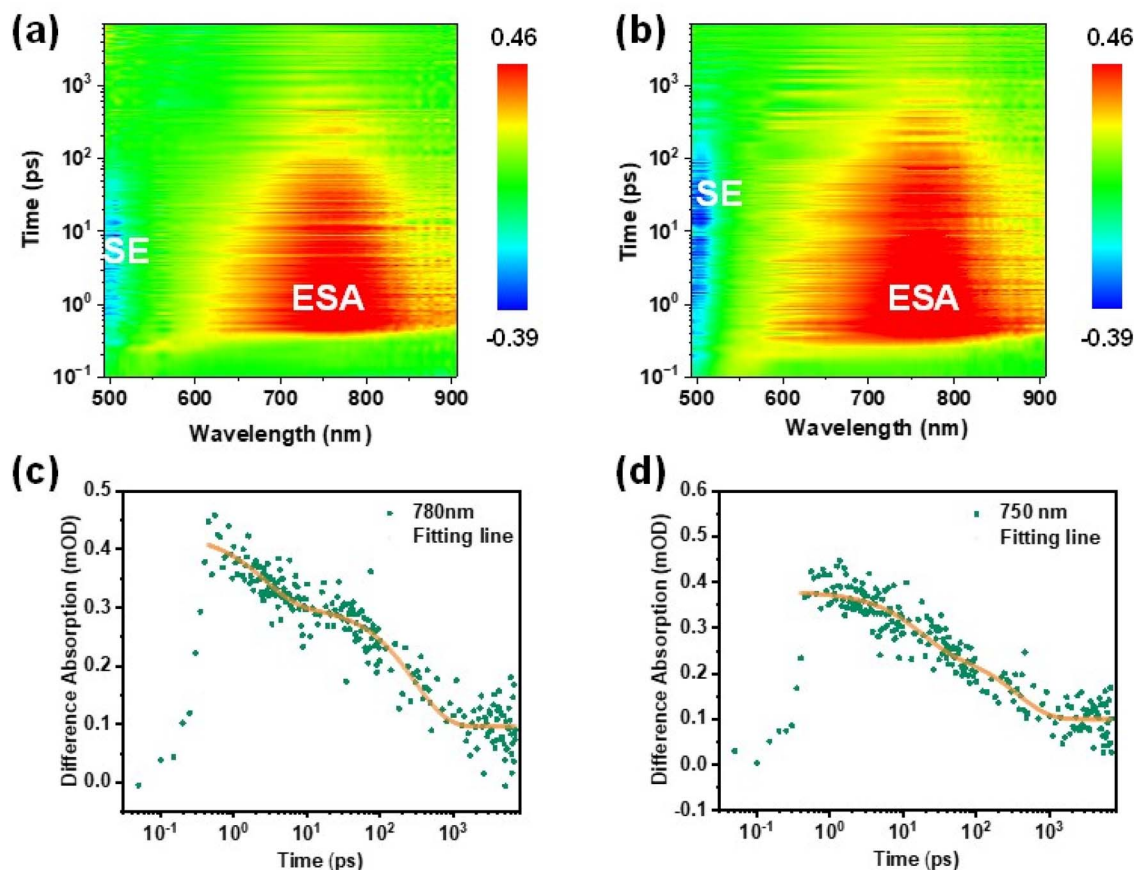 (a)
0.46
10³
10²
10¹
10⁰
10⁻¹
Time (ps)
SE
ESA
-0.39
500 600 700 800 900
Wavelength (nm)
(b)
0.46
10³
10²
10¹
10⁰
10⁻¹
Time (ps)
SE
ESA
-0.39
500 600 700 800 900
Wavelength (nm)
(c)
0.5
0.4
0.3
0.2
0.1
0.0
Difference Absorption (mOD)
780nm
Fitting line
10⁻¹ 10⁰ 10¹ 10² 10³
Time (ps)
(d)
0.6
0.5
0.4
0.3
0.2
0.1
0.0
-0.1
Difference Absorption (mOD)
750 nm
Fitting line
10⁻¹ 10⁰ 10¹ 10² 10³
Time (ps)